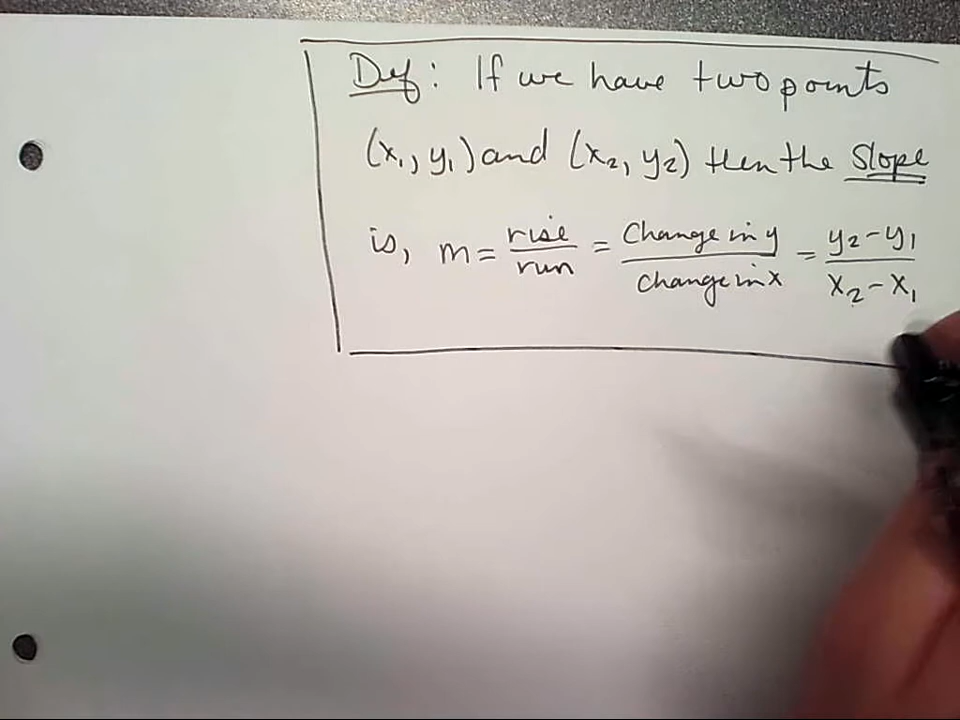 Def: If we have two points
(x₁, y₁) and (x₂, y₂) then the slope
is, m = rise/run = change in y/change in x = y₂-y₁/x₂-x₁